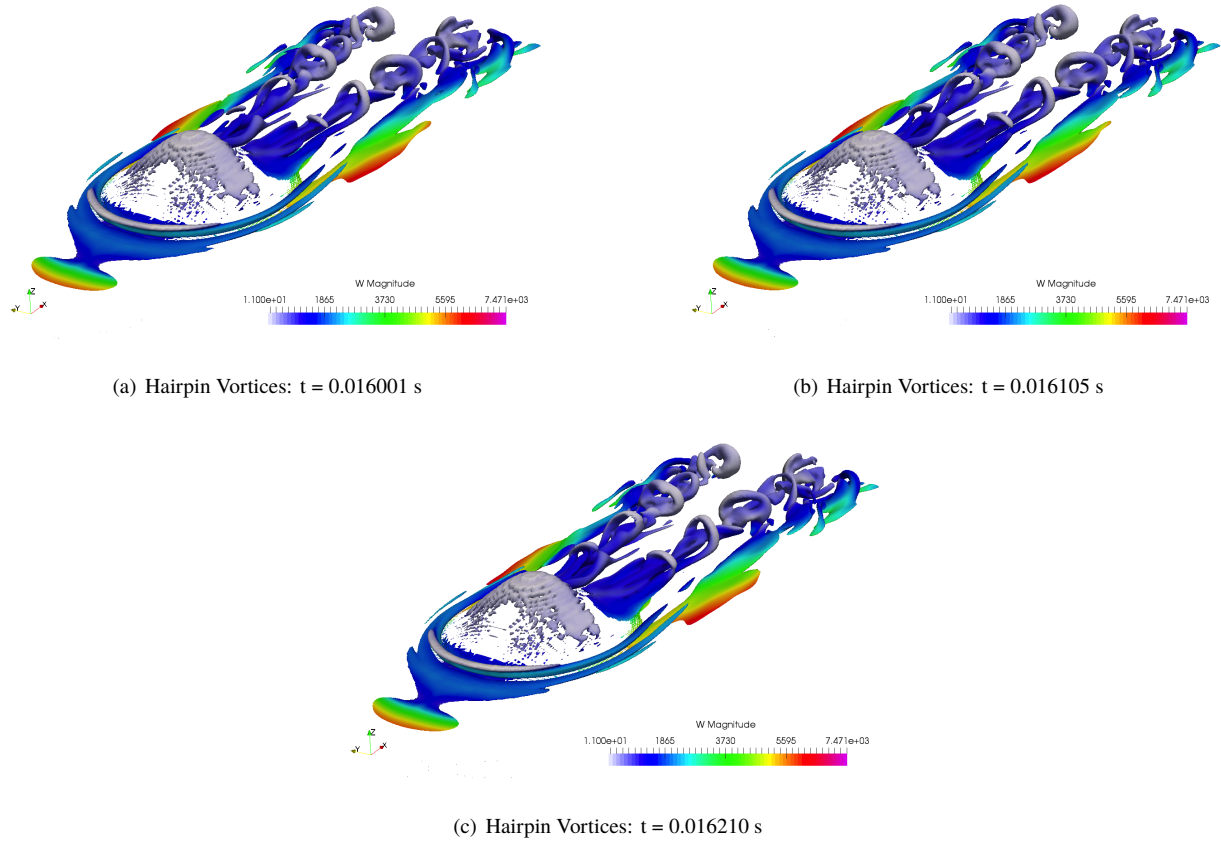 W Magnitude
1.100e+01 1865 3730 5595 7.471e+03
Z
Y X
(a) Hairpin Vortices: t = 0.016001 s
W Magnitude
1.100e+01 1865 3730 5595 7.471e+03
Z
Y X
(b) Hairpin Vortices: t = 0.016105 s
W Magnitude
1.100e+01 1865 3730 5595 7.471e+03
Z
Y X
(c) Hairpin Vortices: t = 0.016210 s